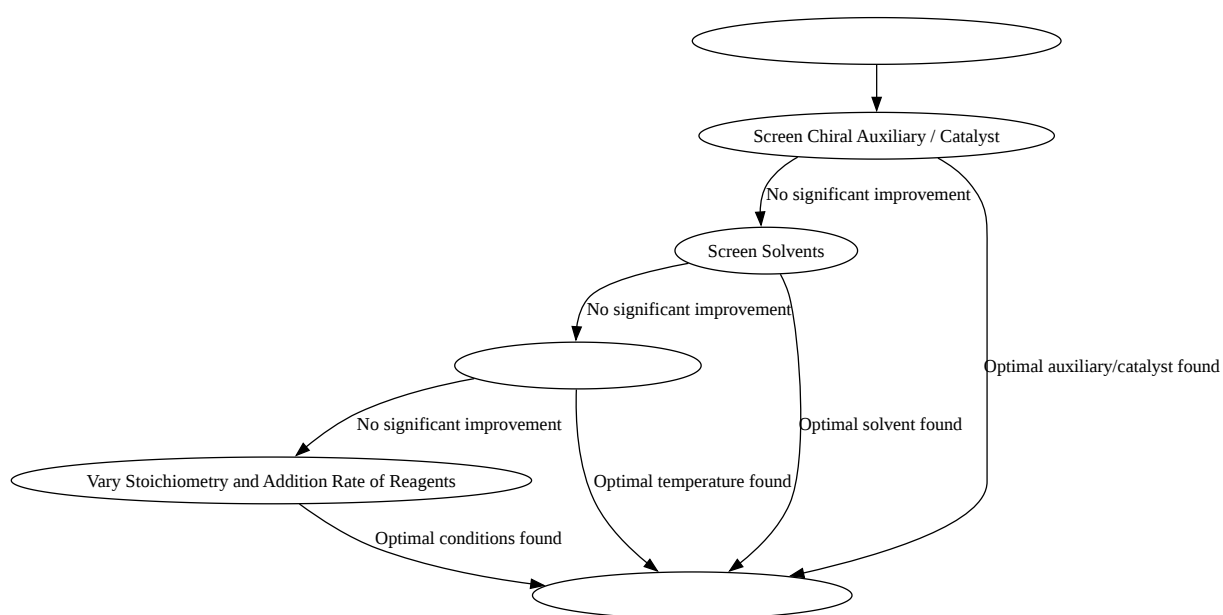 Screen Chiral Auxiliary / Catalyst
No significant improvement
Screen Solvents
No significant improvement
Optimal auxiliary/catalyst found
No significant improvement
Optimal solvent found
Vary Stoichiometry and Addition Rate of Reagents
Optimal temperature found
Optimal conditions found